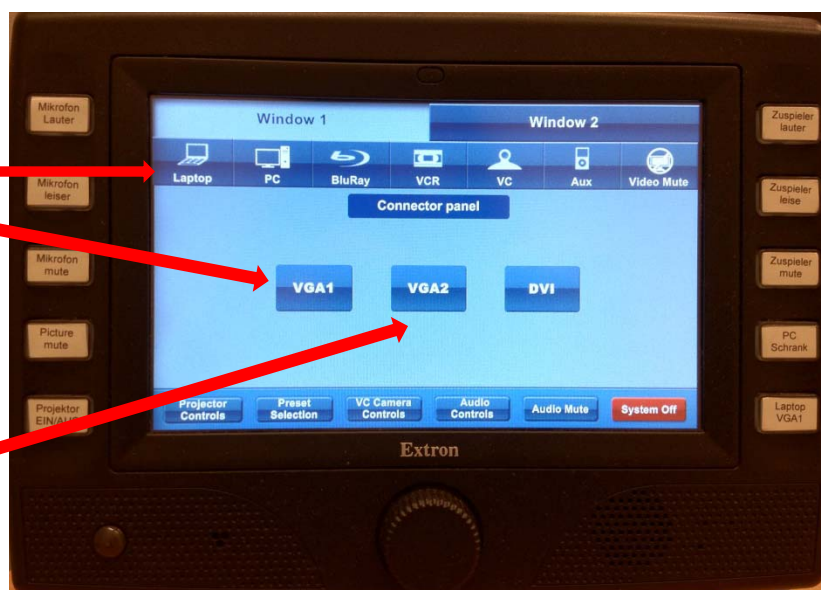 Mikrofon
Lauter
Mikrofon
leiser
Mikrofon
mute
Picture
mute
Projektor
EIN/AUS
Window 1
Window 2
Laptop
PC
BluRay
VCR
VC
Aux
Video Mute
Connector panel
VGA1
VGA2
DVI
Projector
Controls
Preset
Selection
VC Camera
Controls
Audio
Controls
Audio Mute
System Off
Extron
Zuspieler
lauter
Zuspieler
leise
Zuspieler
mute
PC
Schrank
Laptop
VGA1